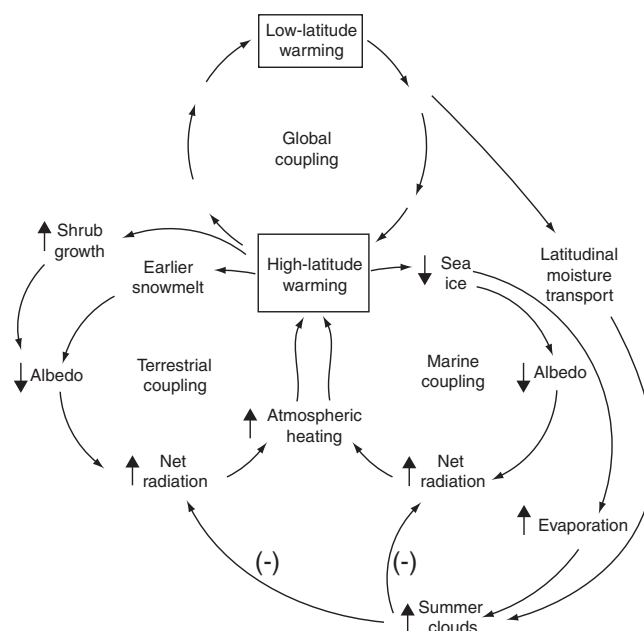 Low-latitude
warming
Global
coupling
Shrub
growth
Earlier
snowmelt
High-latitude
warming
Sea
ice
Latitudinal
moisture
transport
Albedo
Terrestrial
coupling
Marine
coupling
Albedo
Atmospheric
heating
Net
radiation
Net
radiation
Evaporation
(-)
(-)
Summer
clouds